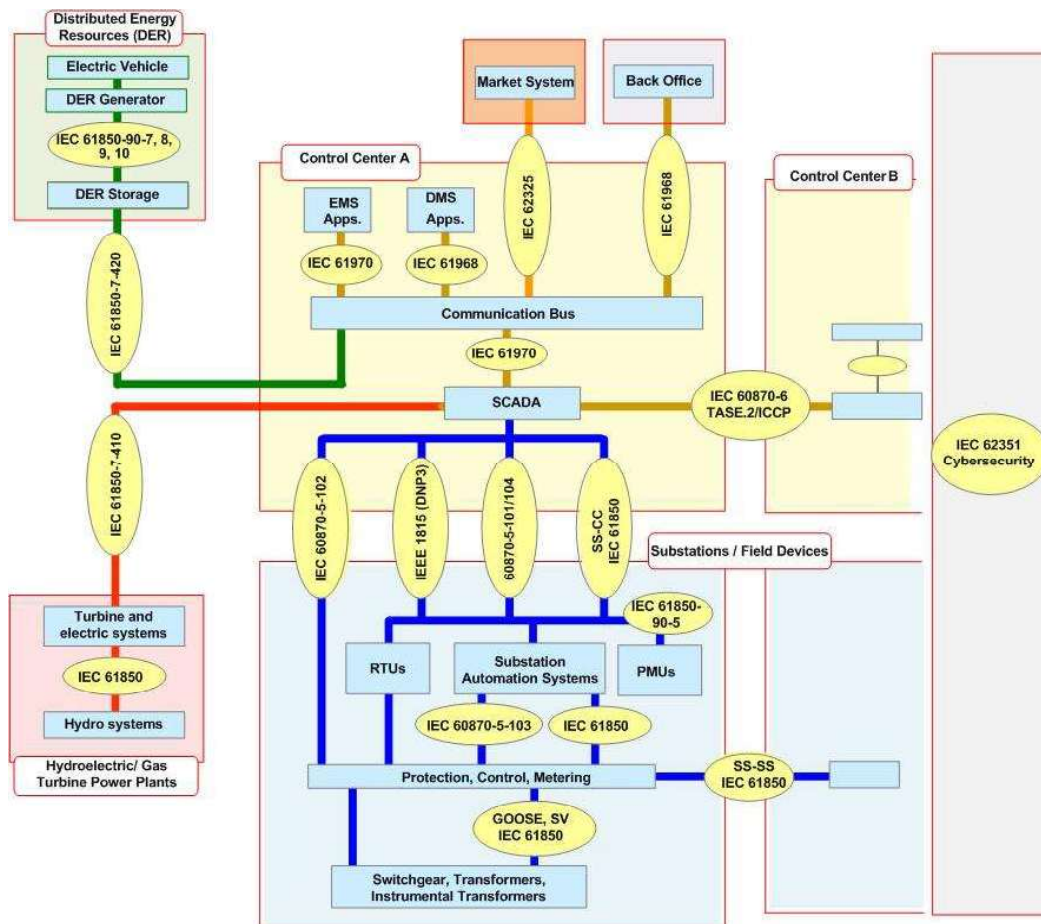 Distributed Energy
Resources (DER)
Electric Vehicle
DER Generator
IEC 61850-90-7, 8,
9, 10
DER Storage
IEC 61850-7-420
Market System
Back Office
IEC 62325
IEC 61968
Control Center A
EMS
Apps.
DMS
Apps.
IEC 61970
IEC 61968
Communication Bus
IEC 61970
SCADA
Control Center B
IEC 60870-6
TASE.2/ICCP
IEC 62351
Cybersecurity
IEC 61850-7-410
IEC 60870-5-102
IEEE 1815 (DNP3)
60870-5-101/104
SS-CC
IEC 61850
Substations / Field Devices
IEC 61850-
90-5
RTUs
Substation
Automation Systems
PMUs
IEC 60870-5-103
IEC 61850
Protection, Control, Metering
SS-SS
IEC 61850
GOOSE, SV
IEC 61850
Switchgear, Transformers,
Instrumental Transformers
Turbine and
electric systems
IEC 61850
Hydro systems
Hydroelectric/ Gas
Turbine Power Plants